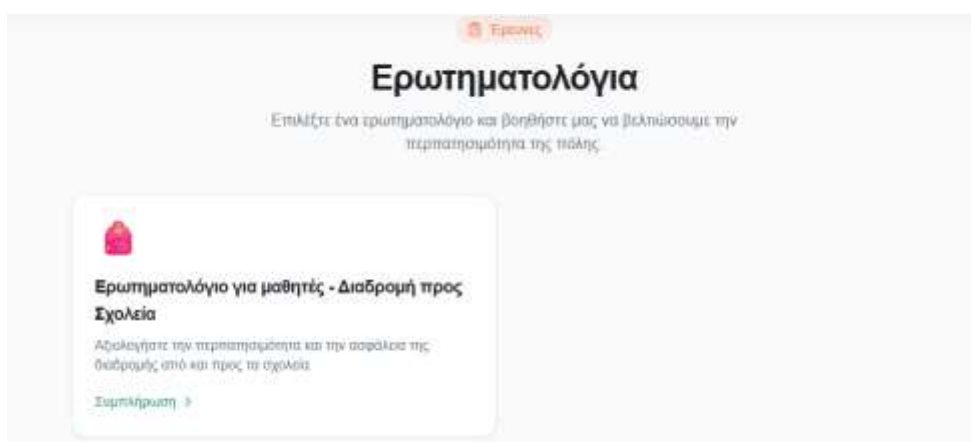 Έρευνες
Ερωτηματολόγια
Επιλέξτε ένα ερωτηματολόγιο και βοηθήστε μας να βελτιώσουμε την
περπατησιμότητα της πόλης
Ερωτηματολόγιο για μαθητές - Διαδρομή προς
Σχολεία
Αξιολογήστε την περπατησιμότητα και την ασφάλεια της
διαδρομής από και προς τα σχολεία
Συμπλήρωση >